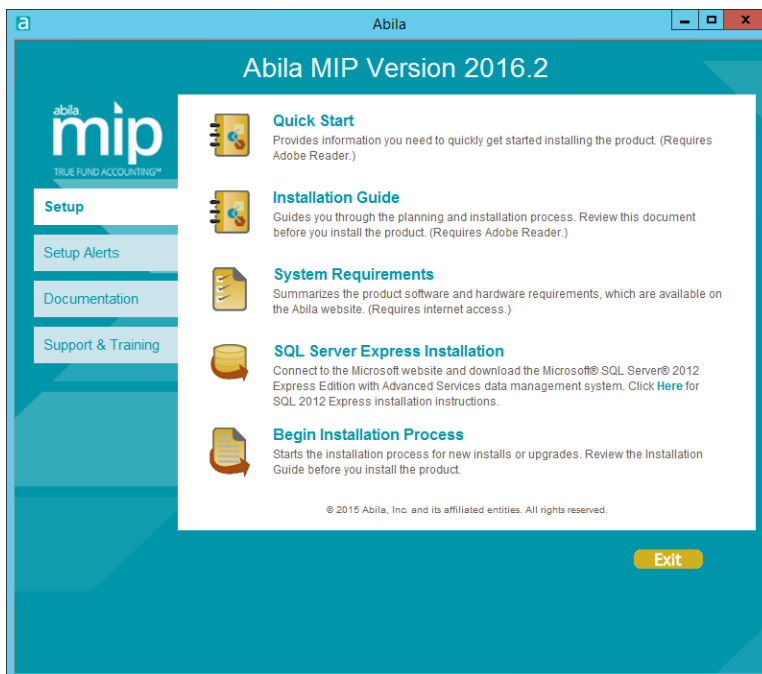 a
Abila
Abila MIP Version 2016.2
abila
mip
TRUE FUND ACCOUNTING™
Setup
Setup Alerts
Documentation
Support & Training
Quick Start
Provides information you need to quickly get started installing the product. (Requires
Adobe Reader.)
Installation Guide
Guides you through the planning and installation process. Review this document
before you install the product. (Requires Adobe Reader.)
System Requirements
Summarizes the product software and hardware requirements, which are available on
the Abila website. (Requires internet access.)
SQL Server Express Installation
Connect to the Microsoft website and download the Microsoft® SQL Server® 2012
Express Edition with Advanced Services data management system. Click Here for
SQL 2012 Express installation instructions.
Begin Installation Process
Starts the installation process for new installs or upgrades. Review the Installation
Guide before you install the product.
© 2015 Abila, Inc. and its affiliated entities. All rights reserved.
Exit